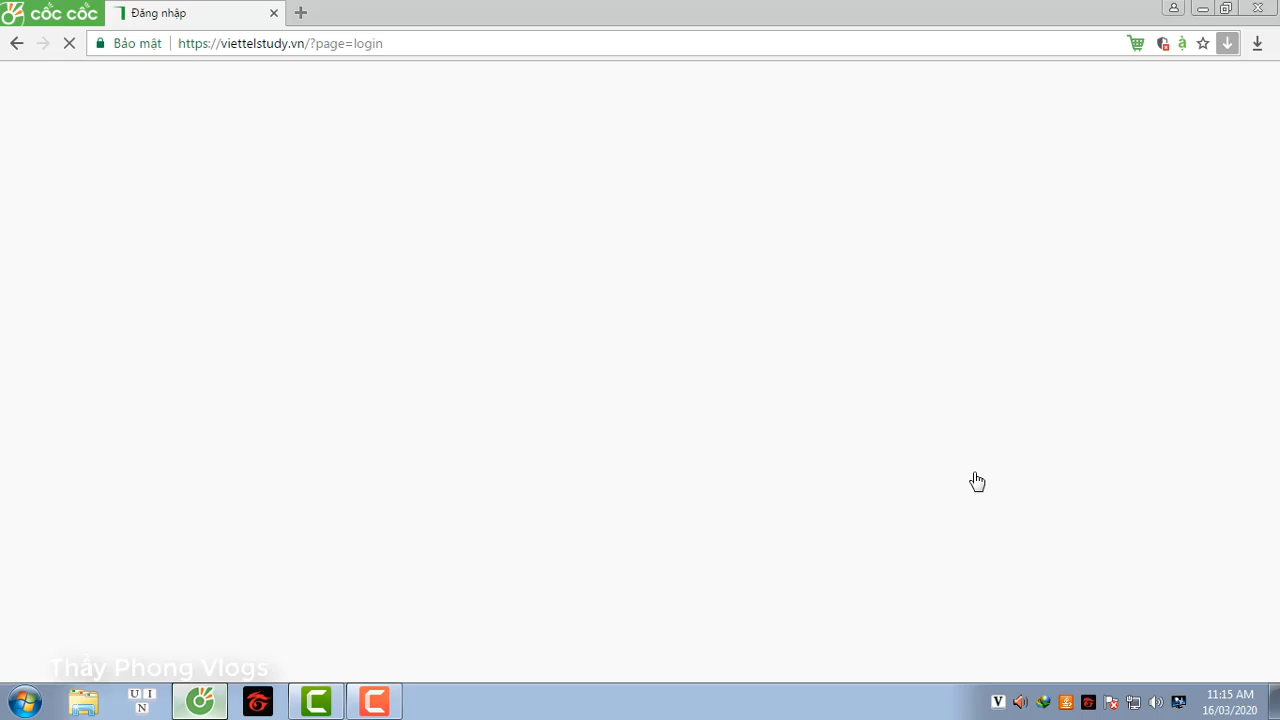 cốc cốc
Đăng nhập
Bảo mật
https://viettelstudy.vn/?page=login
Thầy Phong Vlogs
U I
N
V
11:15 AM
16/03/2020